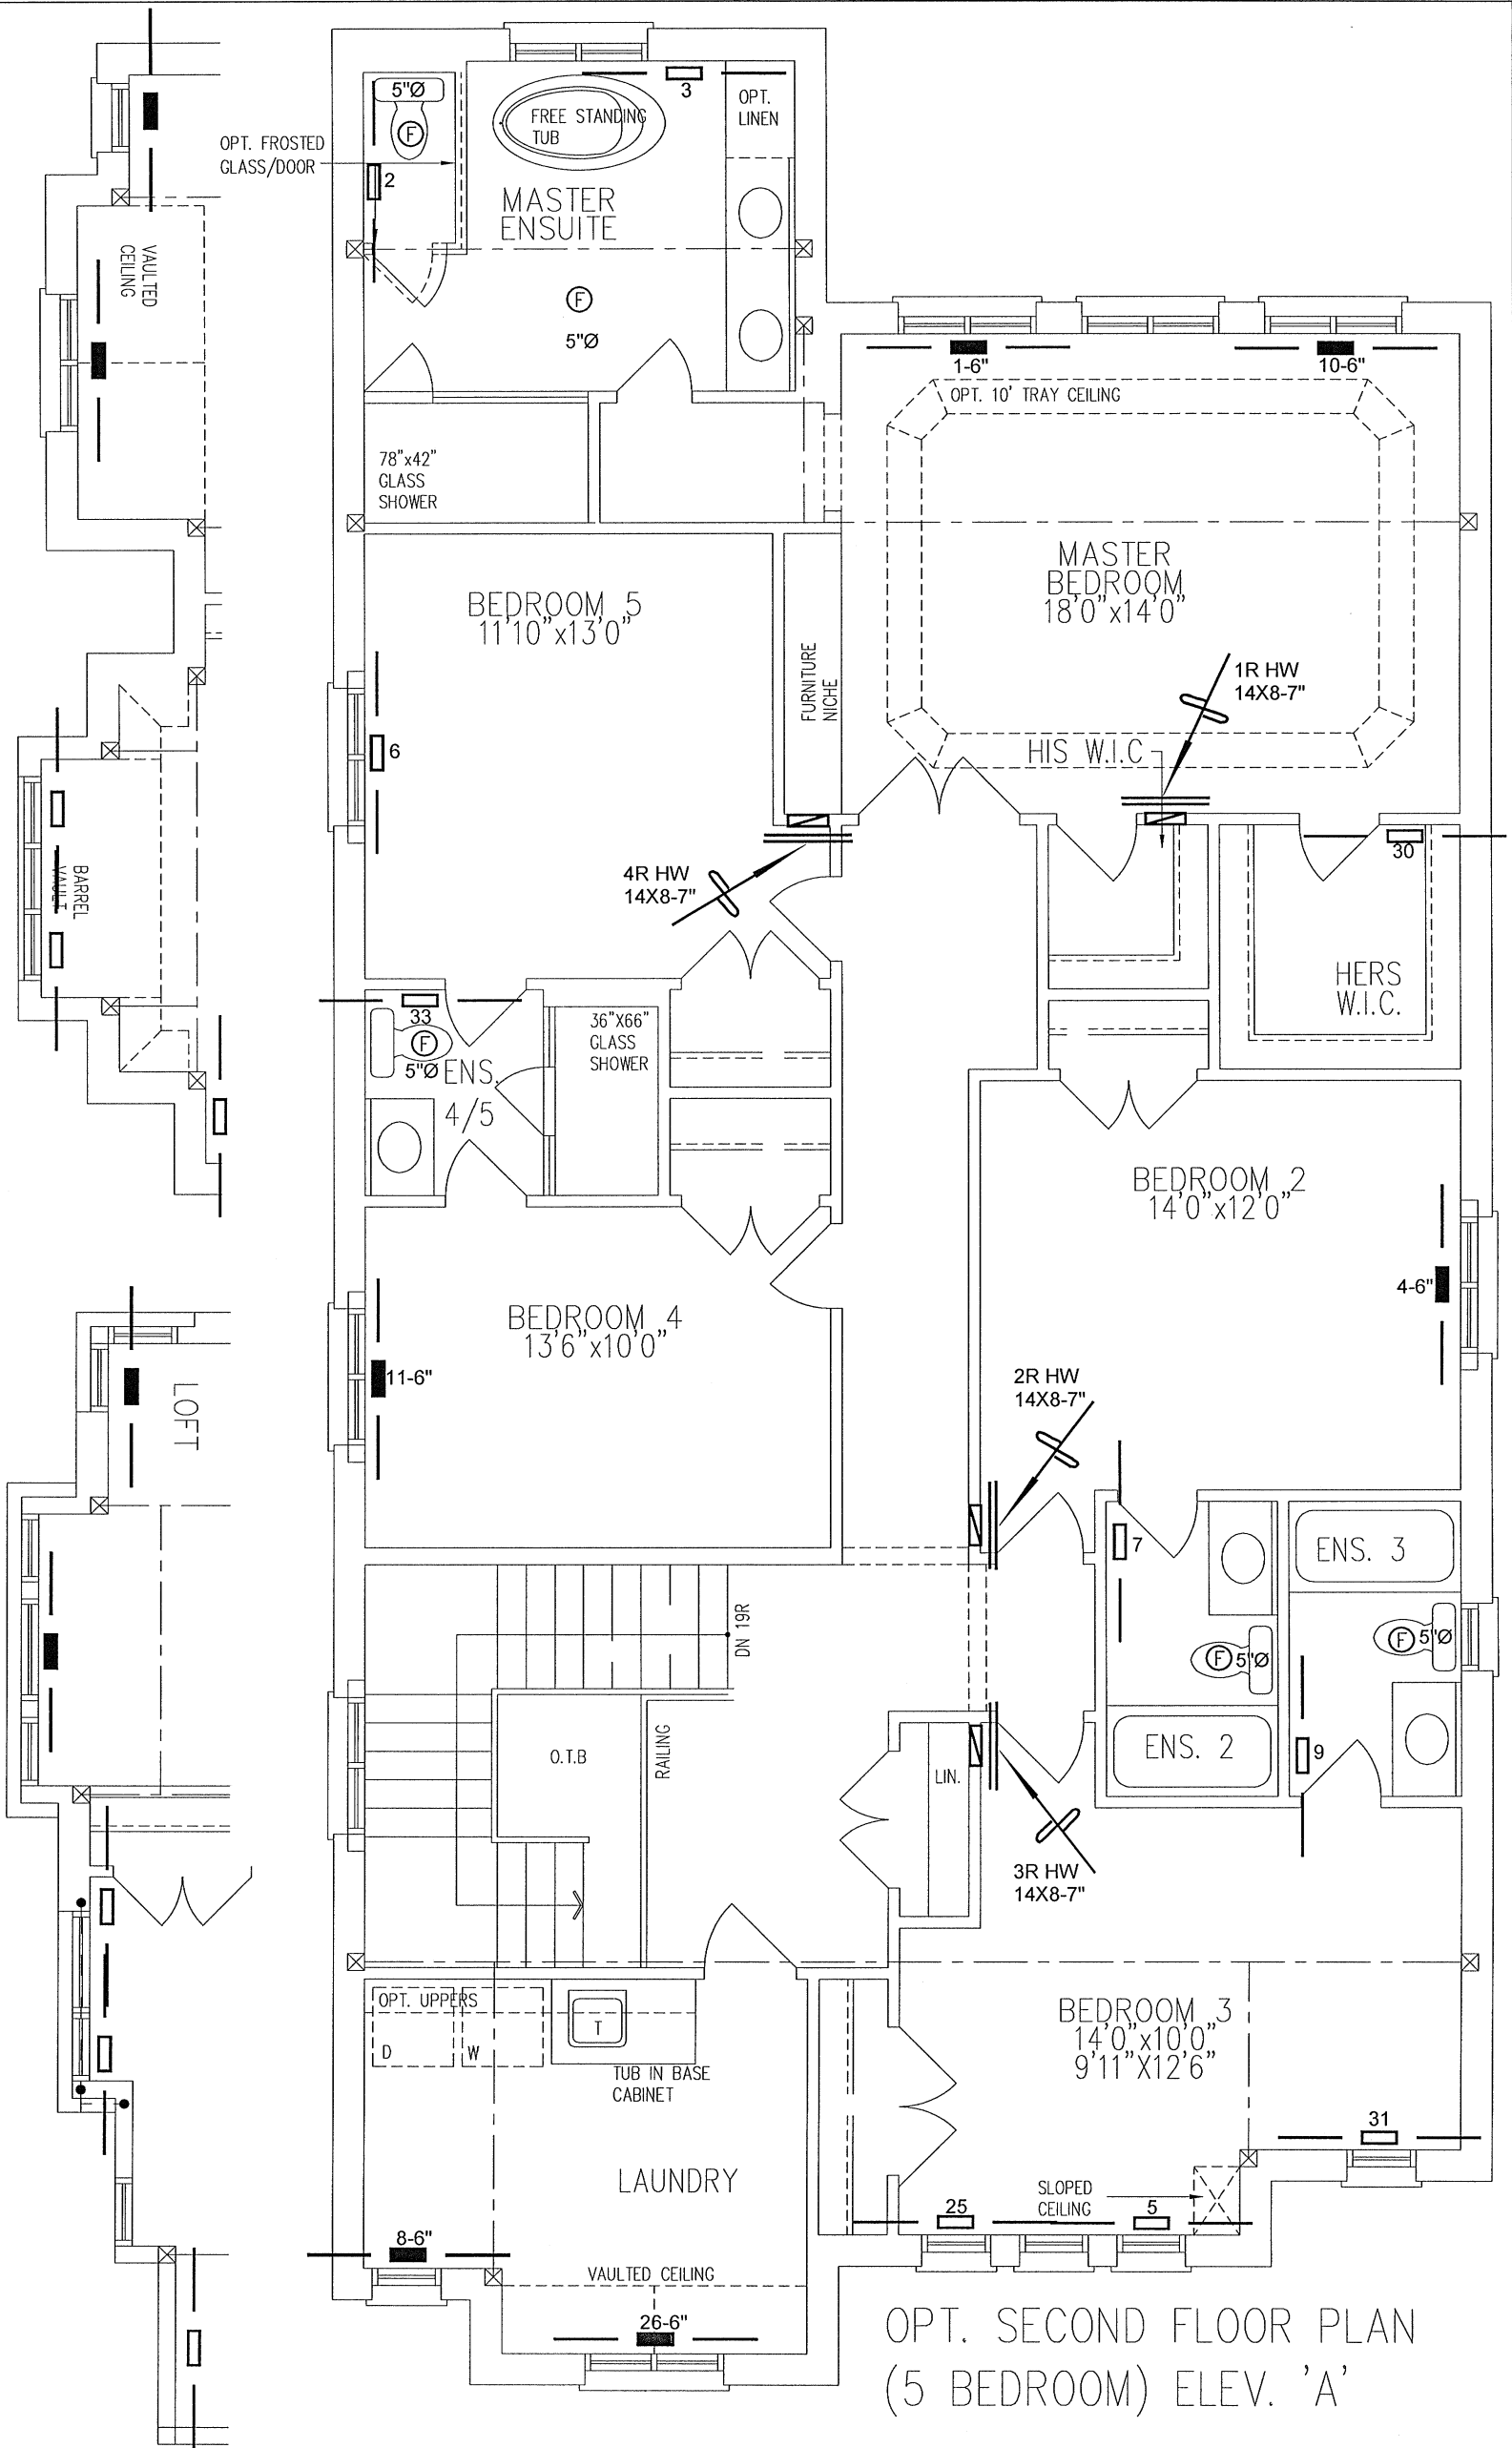 5"Ø
F
3
OPT.
LINEN
FREE STANDING
TUB
OPT. FROSTED
GLASS/DOOR
2
MASTER
ENSUITE
VAULTED
CEILING
F
5"Ø
1-6"
10-6"
OPT. 10' TRAY CEILING
78"x42"
GLASS
SHOWER
MASTER
BEDROOM
18'0"x14'0"
BEDROOM 5
11'10"x13'0"
FURNITURE
NICHE
1R HW
14X8-7"
6
HIS W.I.C
BARREL
VAULT
4R HW
14X8-7"
30
HERS
W.I.C.
33
F
5"Ø
ENS.
4/5
36"X66"
GLASS
SHOWER
BEDROOM 2
14'0"x12'0"
4-6"
BEDROOM 4
13'6"x10'0"
11-6"
LOFT
2R HW
14X8-7"
7
ENS. 3
DN 19R
F 5"Ø
F 5"Ø
O.T.B
RAILING
ENS. 2
9
LIN.
3R HW
14X8-7"
OPT. UPPERS
D
W
T
TUB IN BASE
CABINET
BEDROOM 3
14'0"x10'0"
9'11"X12'6"
31
LAUNDRY
SLOPED
CEILING
25
5
8-6"
VAULTED CEILING
26-6"
OPT. SECOND FLOOR PLAN
(5 BEDROOM) ELEV. 'A'